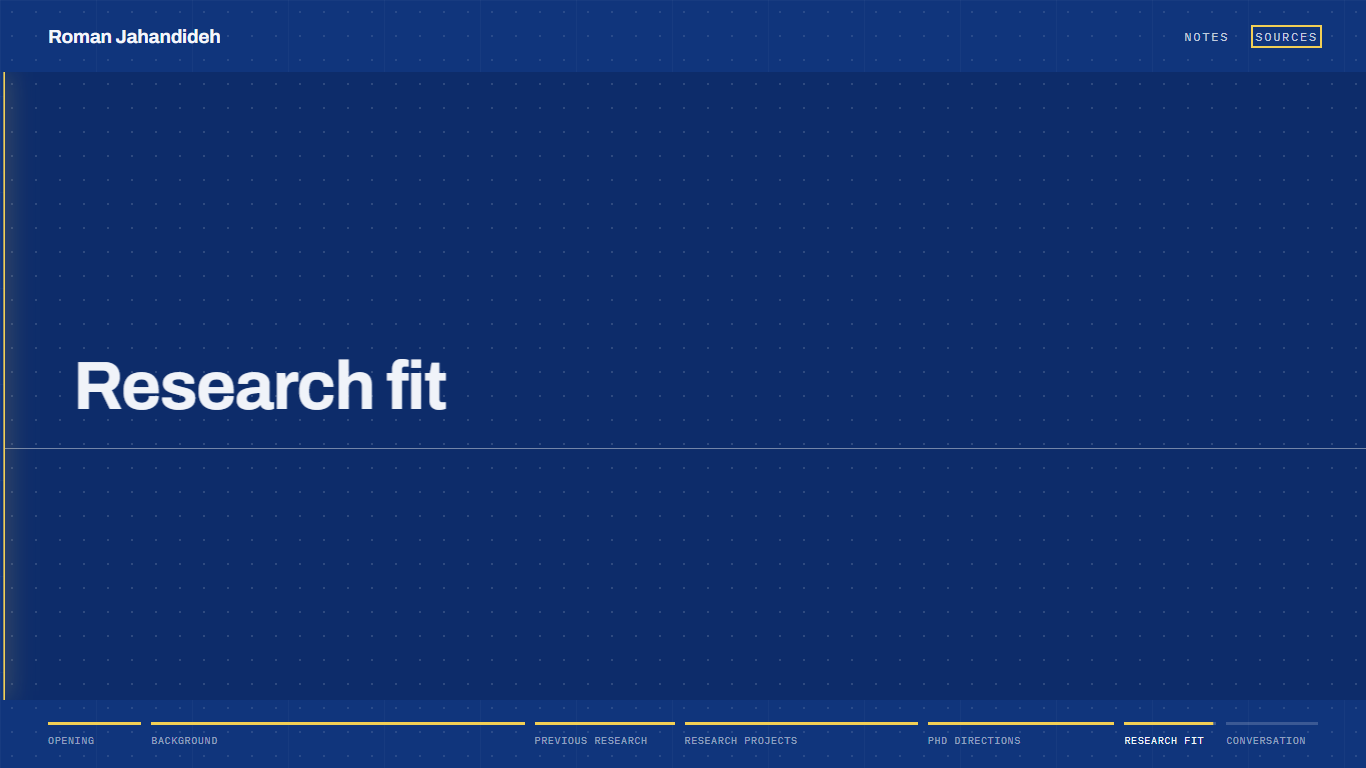 Roman Jahandideh
NOTES SOURCES
Research fit
OPENING BACKGROUND PREVIOUS RESEARCH RESEARCH PROJECTS PHD DIRECTIONS RESEARCH FIT CONVERSATION